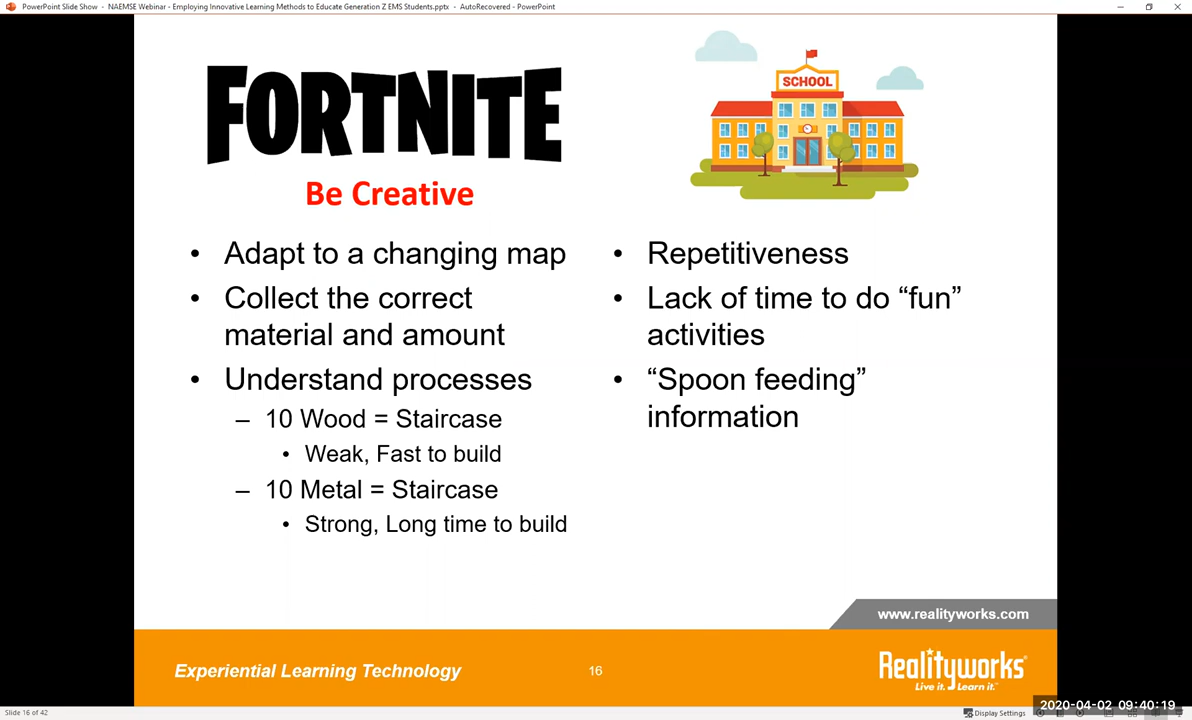 PowerPoint Slide Show - NAEMSE Webinar - Employing Innovative Learning Methods to Educate Generation Z EMS Students.pptx - AutoRecovered - PowerPoint
FORTNITE
Be Creative
• Adapt to a changing map
• Collect the correct
material and amount
• Understand processes
– 10 Wood = Staircase
• Weak, Fast to build
– 10 Metal = Staircase
• Strong, Long time to build
SCHOOL
• Repetitiveness
• Lack of time to do “fun”
activities
• “Spoon feeding”
information
www.realityworks.com
Experiential Learning Technology
16
Realityworks®
Live it. Learn it.™
Slide 16 of 42
Display Settings
2020-04-02 09:40:19